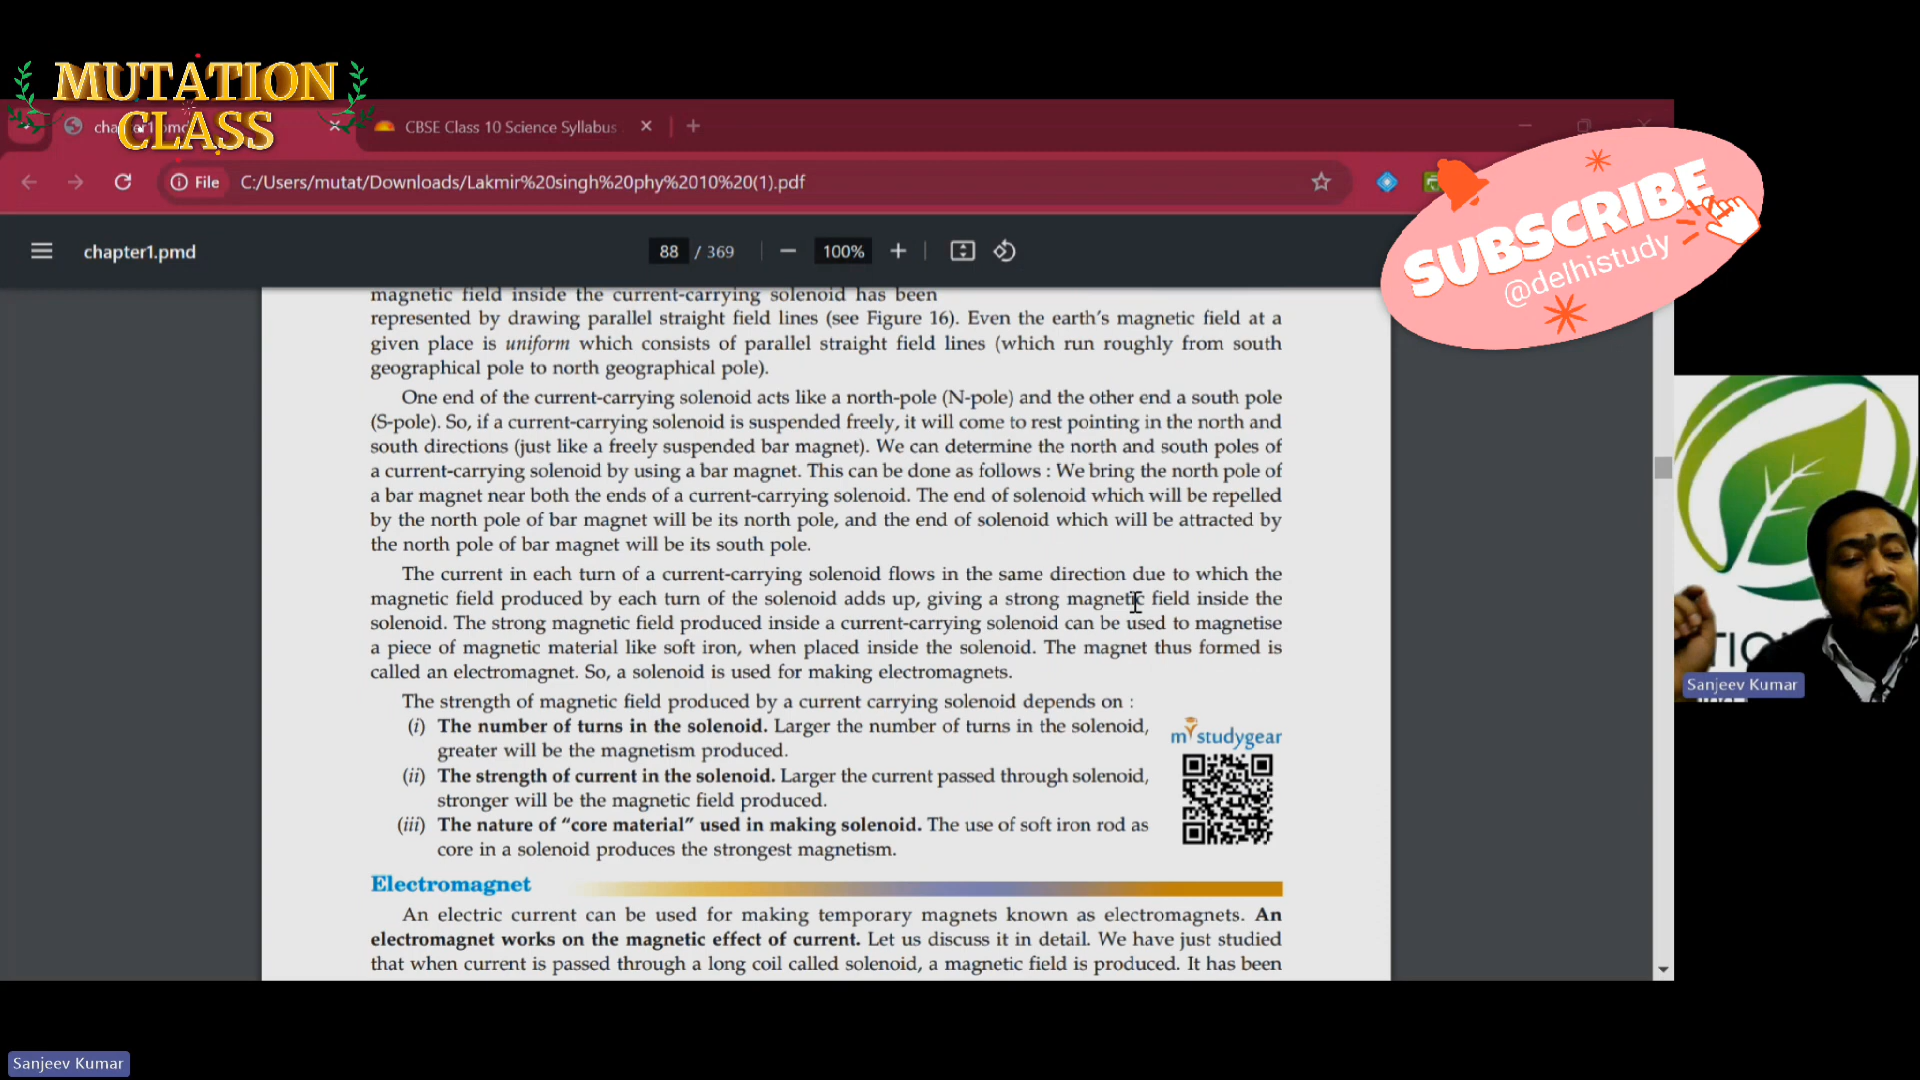 MUTATION
CLASS
CBSE Class 10 Science Syllabus
File
C:/Users/mutat/Downloads/Lakmir%20singh%20phy%2010%20(1).pdf
SUBSCRIBE
@delhistudy
chapter1.pmd
88 / 369
100%
magnetic field inside the current-carrying solenoid has been
represented by drawing parallel straight field lines (see Figure 16). Even the earth's magnetic field at a
given place is uniform which consists of parallel straight field lines (which run roughly from south
geographical pole to north geographical pole).
One end of the current-carrying solenoid acts like a north-pole (N-pole) and the other end a south pole
(S-pole). So, if a current-carrying solenoid is suspended freely, it will come to rest pointing in the north and
south directions (just like a freely suspended bar magnet). We can determine the north and south poles of
a current-carrying solenoid by using a bar magnet. This can be done as follows : We bring the north pole of
a bar magnet near both the ends of a current-carrying solenoid. The end of solenoid which will be repelled
by the north pole of bar magnet will be its north pole, and the end of solenoid which will be attracted by
the north pole of bar magnet will be its south pole.
The current in each turn of a current-carrying solenoid flows in the same direction due to which the
magnetic field produced by each turn of the solenoid adds up, giving a strong magnetic field inside the
solenoid. The strong magnetic field produced inside a current-carrying solenoid can be used to magnetise
a piece of magnetic material like soft iron, when placed inside the solenoid. The magnet thus formed is
called an electromagnet. So, a solenoid is used for making electromagnets.
The strength of magnetic field produced by a current carrying solenoid depends on :
(i) The number of turns in the solenoid. Larger the number of turns in the solenoid,
greater will be the magnetism produced.
(ii) The strength of current in the solenoid. Larger the current passed through solenoid,
stronger will be the magnetic field produced.
(iii) The nature of “core material” used in making solenoid. The use of soft iron rod as
core in a solenoid produces the strongest magnetism.
mystudygear
Electromagnet
An electric current can be used for making temporary magnets known as electromagnets. An
electromagnet works on the magnetic effect of current. Let us discuss it in detail. We have just studied
that when current is passed through a long coil called solenoid, a magnetic field is produced. It has been
Sanjeev Kumar
Sanjeev Kumar